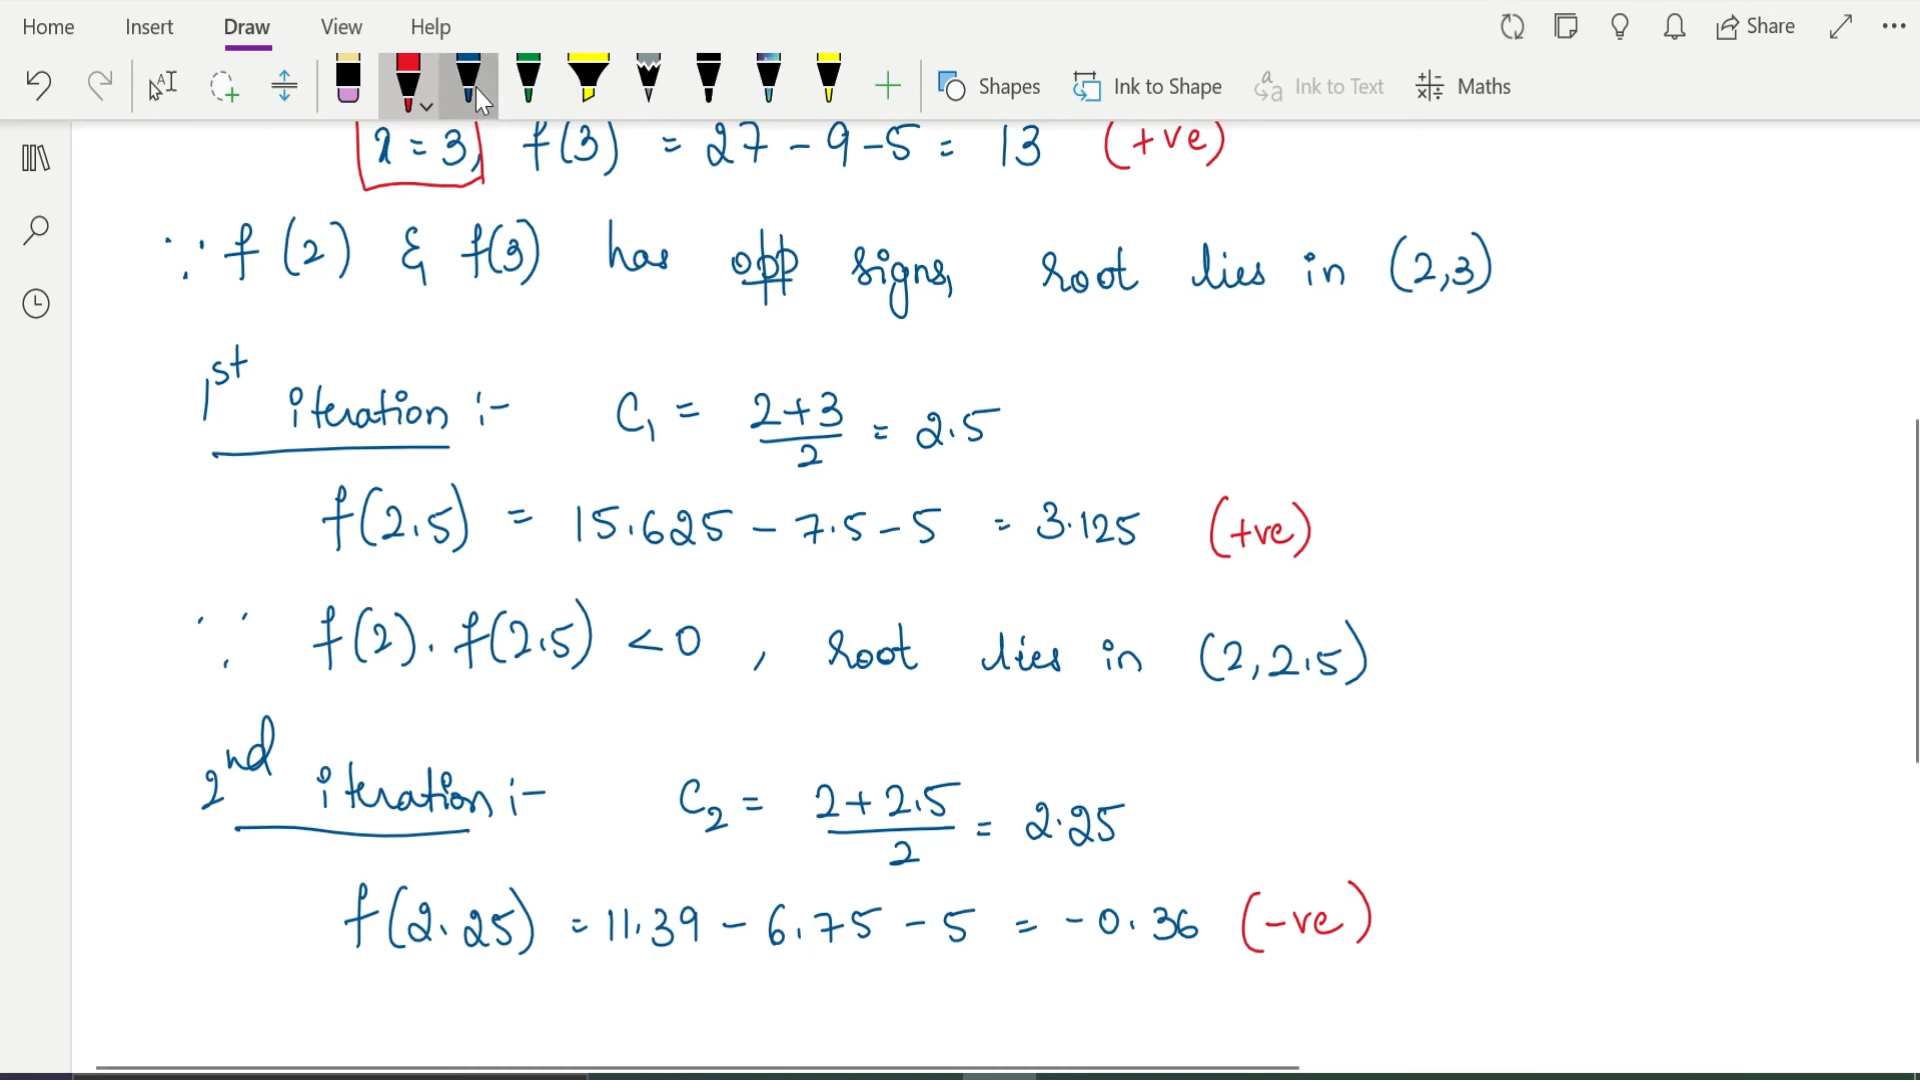 Home Insert Draw View Help Share
Shapes Ink to Shape Ink to Text Maths
x = 3, f(3) = 27 - 9 - 5 = 13 (+ve)
∵ f(2) & f(3) has opp signs, root lies in (2,3)
1st iteration :- C₁ = (2+3)/2 = 2.5
f(2.5) = 15.625 - 7.5 - 5 = 3.125 (+ve)
∵ f(2). f(2.5) <0 , root lies in (2, 2.5)
2nd iteration :- C₂ = (2+2.5)/2 = 2.25
f(2.25) = 11.39 - 6.75 - 5 = -0.36 (-ve)